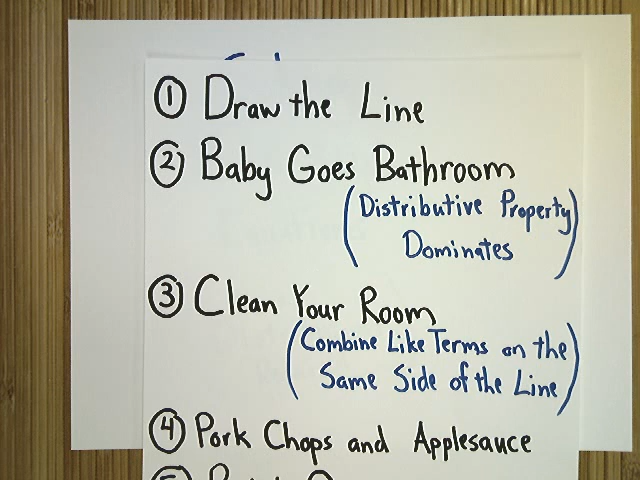 ① Draw the Line
② Baby Goes Bathroom
(Distributive Property
Dominates)
③ Clean Your Room
(Combine Like Terms on the
Same Side of the Line)
④ Pork Chops and Applesauce